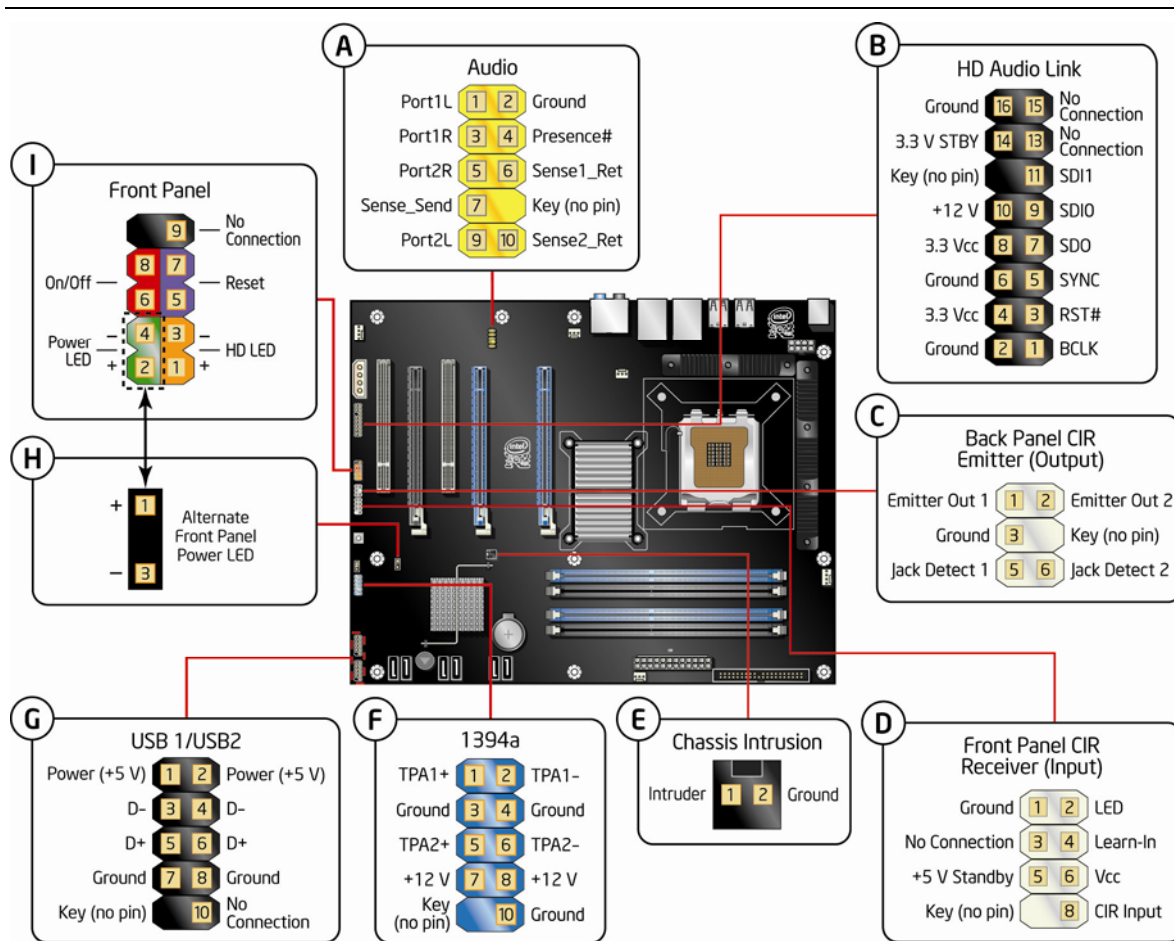 A
Audio
Port1L 1 2 Ground
Port1R 3 4 Presence#
Port2R 5 6 Sense1_Ret
Sense_Send 7 Key (no pin)
Port2L 9 10 Sense2_Ret
B
HD Audio Link
Ground 16 15 No Connection
3.3 V STBY 14 13 No Connection
Key (no pin) 11 SDI1
+12 V 10 9 SDI0
3.3 Vcc 8 7 SDO
Ground 6 5 SYNC
3.3 Vcc 4 3 RST#
Ground 2 1 BCLK
I
Front Panel
9 No Connection
8 7
On/Off Reset
6 5
- 4 3 -
Power LED HD LED
+ 2 1 +
intel
intel
C
Back Panel CIR
Emitter (Output)
Emitter Out 1 1 2 Emitter Out 2
Ground 3 Key (no pin)
Jack Detect 1 5 6 Jack Detect 2
H
+ 1
Alternate
Front Panel
Power LED
− 3
G
USB 1/USB2
Power (+5 V) 1 2 Power (+5 V)
D- 3 4 D-
D+ 5 6 D+
Ground 7 8 Ground
Key (no pin) 10 No Connection
F
1394a
TPA1+ 1 2 TPA1-
Ground 3 4 Ground
TPA2+ 5 6 TPA2-
+12 V 7 8 +12 V
Key (no pin) 10 Ground
E
Chassis Intrusion
Intruder 1 2 Ground
D
Front Panel CIR
Receiver (Input)
Ground 1 2 LED
No Connection 3 4 Learn-In
+5 V Standby 5 6 Vcc
Key (no pin) 8 CIR Input